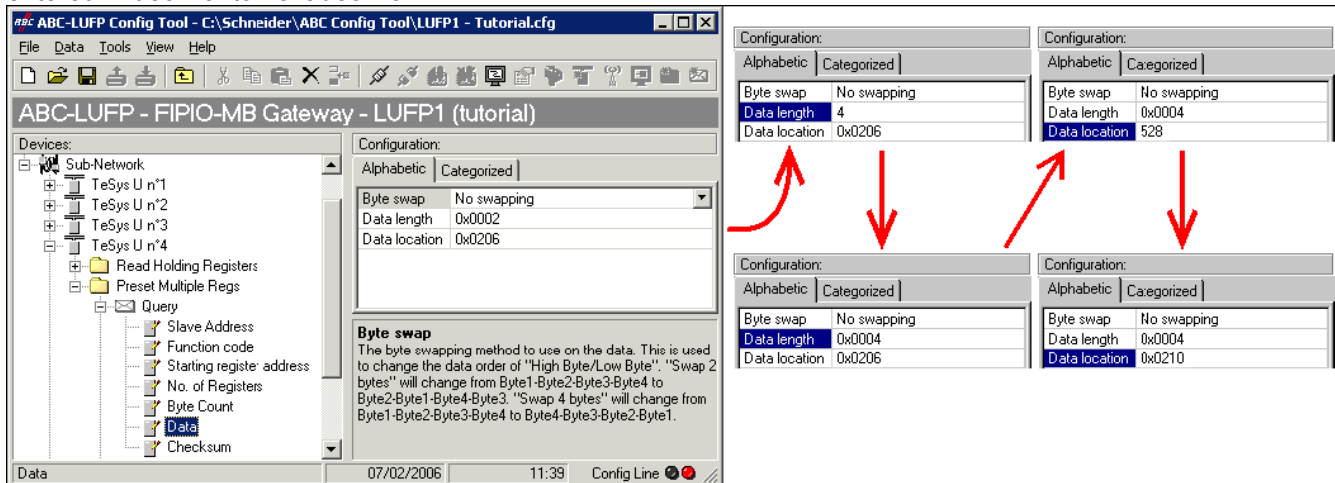 ABC-LUFP Config Tool - C:\Schneider\ABC Config Tool\LUFP1 - Tutorial.cfg
File Data Tools View Help
ABC-LUFP - FIPIO-MB Gateway - LUFP1 (tutorial)
Devices:
Sub-Network
TeSys U n°1
TeSys U n°2
TeSys U n°3
TeSys U n°4
Read Holding Registers
Preset Multiple Regs
Query
Slave Address
Function code
Starting register address
No. of Registers
Byte Count
Data
Checksum
Configuration:
Alphabetic Categorized
Byte swap No swapping
Data length 0x0002
Data location 0x0206
Byte swap
The byte swapping method to use on the data. This is used
to change the data order of "High Byte/Low Byte". "Swap 2
bytes" will change from Byte1-Byte2-Byte3-Byte4 to
Byte2-Byte1-Byte4-Byte3. "Swap 4 bytes" will change from
Byte1-Byte2-Byte3-Byte4 to Byte4-Byte3-Byte2-Byte1.
Data 07/02/2006 11:39 Config Line
Configuration:
Alphabetic Categorized
Byte swap No swapping
Data length 4
Data location 0x0206
Configuration:
Alphabetic Categorized
Byte swap No swapping
Data length 0x0004
Data location 528
Configuration:
Alphabetic Categorized
Byte swap No swapping
Data length 0x0004
Data location 0x0206
Configuration:
Alphabetic Categorized
Byte swap No swapping
Data length 0x0004
Data location 0x0210